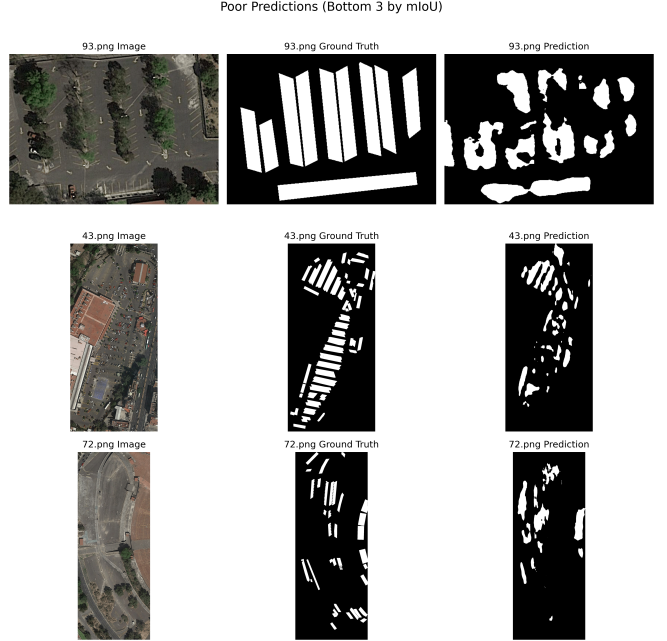 Poor Predictions (Bottom 3 by mIoU)
93.png Image
93.png Ground Truth
93.png Prediction
43.png Image
43.png Ground Truth
43.png Prediction
72.png Image
72.png Ground Truth
72.png Prediction